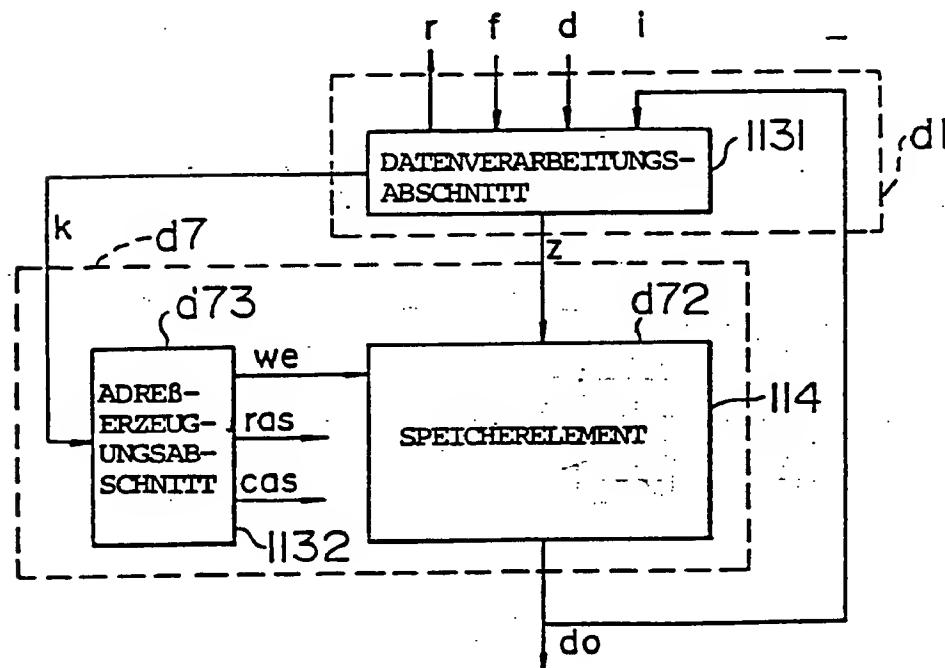 r f d i
1131
d1
DATENVERARBEITUNGS-
ABSCHNITT
k
d7
z
d73
d72
we
ADREß-
ERZEUG-
UNGSAB-
SCHNITT
ras
cas
SPEICHERELEMENT
114
1132
do